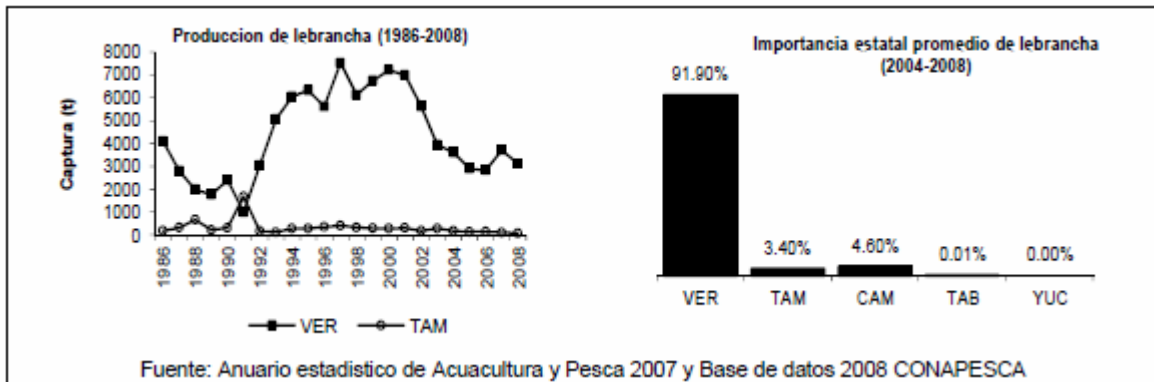 Produccion de lebrancha (1986-2008)
8000
7000
6000
5000
4000
3000
2000
1000
0
Captura (t)
1986
1988
1990
1992
1994
1996
1998
2000
2002
2004
2006
2008
VER
TAM
Importancia estatal promedio de lebrancha
(2004-2008)
91.90%
3.40%
4.60%
0.01%
0.00%
VER
TAM
CAM
TAB
YUC
Fuente: Anuario estadistico de Acuacultura y Pesca 2007 y Base de datos 2008 CONAPESCA